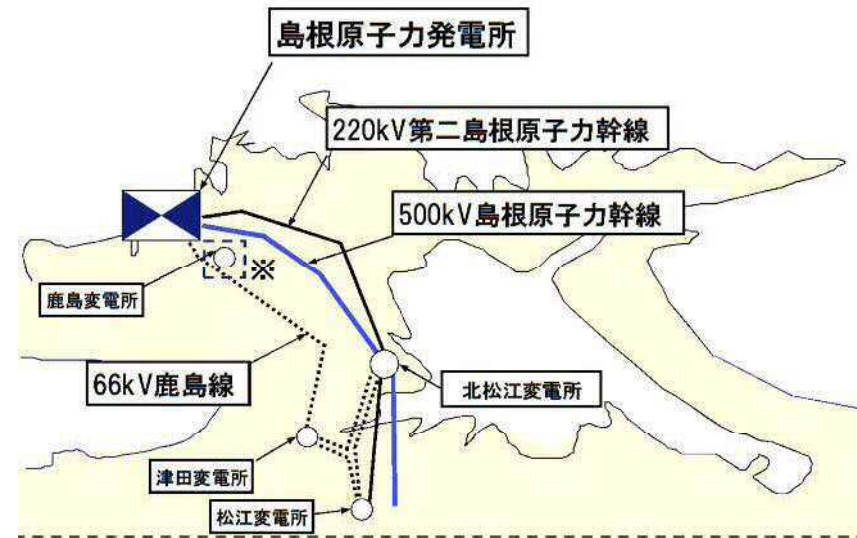 島根原子力発電所
220kV第二島根原子力幹線
500kV島根原子力幹線
※
鹿島変電所
66kV鹿島線
北松江変電所
津田変電所
松江変電所